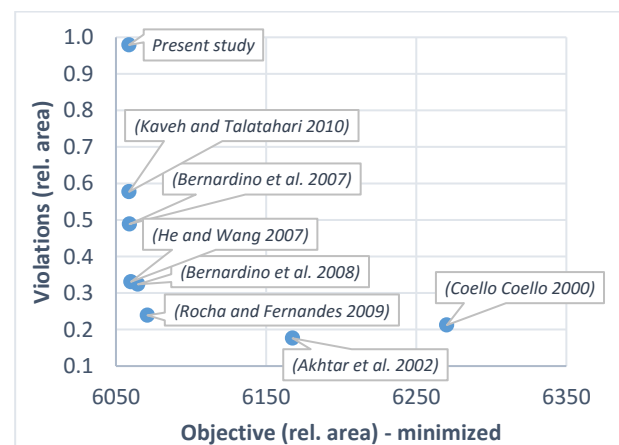 1.0
0.9
0.8
0.7
0.6
0.5
0.4
0.3
0.2
0.1
Violations (rel. area)
Present study
(Kaveh and Talatahari 2010)
(Bernardino et al. 2007)
(He and Wang 2007)
(Bernardino et al. 2008)
(Coello Coello 2000)
(Rocha and Fernandes 2009)
(Akhtar et al. 2002)
6050 6150 6250 6350
Objective (rel. area) - minimized